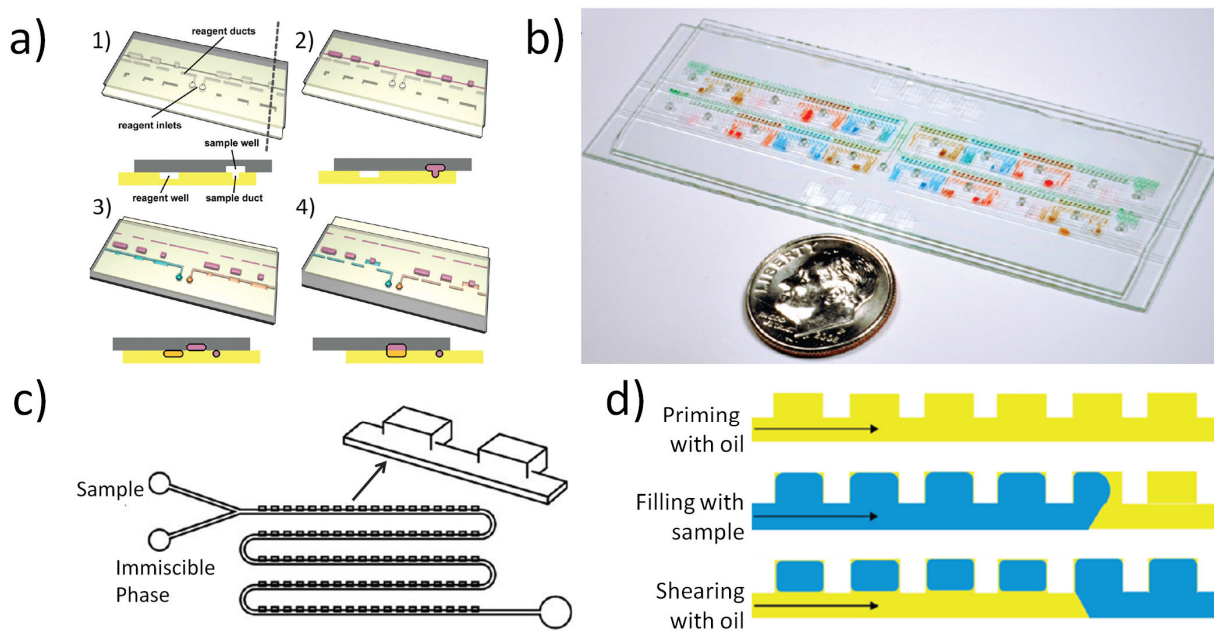 a)
1)
reagent ducts
reagent inlets
2)
sample well
reagent well
sample duct
3)
4)
b)
LIBERTY
c)
Sample
Immiscible
Phase
d)
Priming
with oil
Filling with
sample
Shearing
with oil